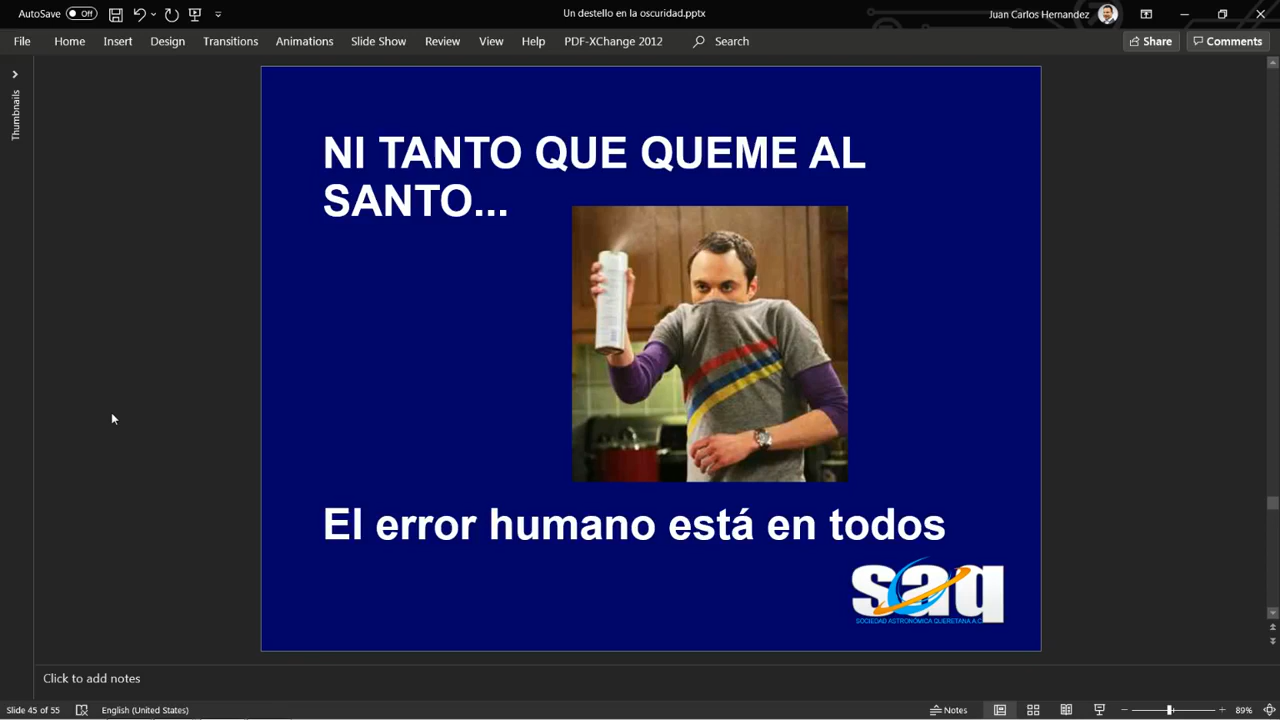 AutoSave Off
Un destello en la oscuridad.pptx
Juan Carlos Hernandez
File Home Insert Design Transitions Animations Slide Show Review View Help PDF-XChange 2012 Search
Share Comments
Thumbnails
NI TANTO QUE QUEME AL
SANTO...
El error humano está en todos
saq
SOCIEDAD ASTRONÓMICA QUERETANA A.C.
Click to add notes
Slide 45 of 55 English (United States) Notes 89%